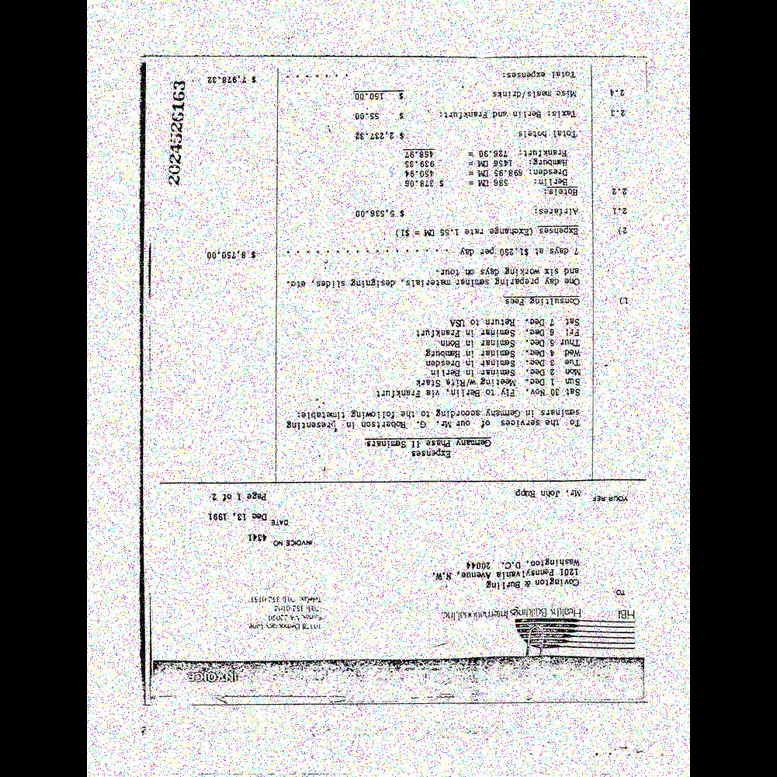 INVOICE
HBI Healthy Buildings International Inc.
10378 Democracy Lane
Fairfax, VA 22030
703 352-0102
Telefax 703 352-0151
TO
Covington & Burling
1201 Pennsylvania Avenue, N.W.
Washington, D.C. 20044
INVOICE NO 4341
DATE Dec 13, 1991
YOUR REF Mr. John Rupp
Page 1 of 2
Expenses
Germany Phase II Seminars
To the services of our Mr. G. Robertson in presenting
seminars in Germany according to the following timetable:
Sat 30 Nov. Fly to Berlin, via Frankfurt
Sun 1 Dec. Meeting w/Rita Stark
Mon 2 Dec. Seminar in Berlin
Tue 3 Dec. Seminar in Dresden
Wed 4 Dec. Seminar in Hamburg
Thur 5 Dec. Seminar in Bonn
Fri 6 Dec. Seminar in Frankfurt
Sat 7 Dec. Return to USA
1) Consulting Fees
One day preparing seminar materials, designing slides, etc.
and six working days on tour.
7 days at $1,250 per day . . . . . . . . . . . . . . . . $ 8,750.00
2) Expenses (Exchange rate 1.55 DM = $1)
2.1 Airfares: $ 5,536.00
2.2 Hotels:
Berlin: 586 DM = $ 378.06
Dresden: 698.95 DM = 450.94
Hamburg: 1456 DM = 939.35
Frankfurt: 726.90 = 468.97
Total hotels $ 2,237.32
2.3 Taxis: Berlin and Frankfurt: $ 55.00
2.4 Misc meals/drinks $ 150.00
Total expenses: . . . . . . . $ 7,978.32
2024526163